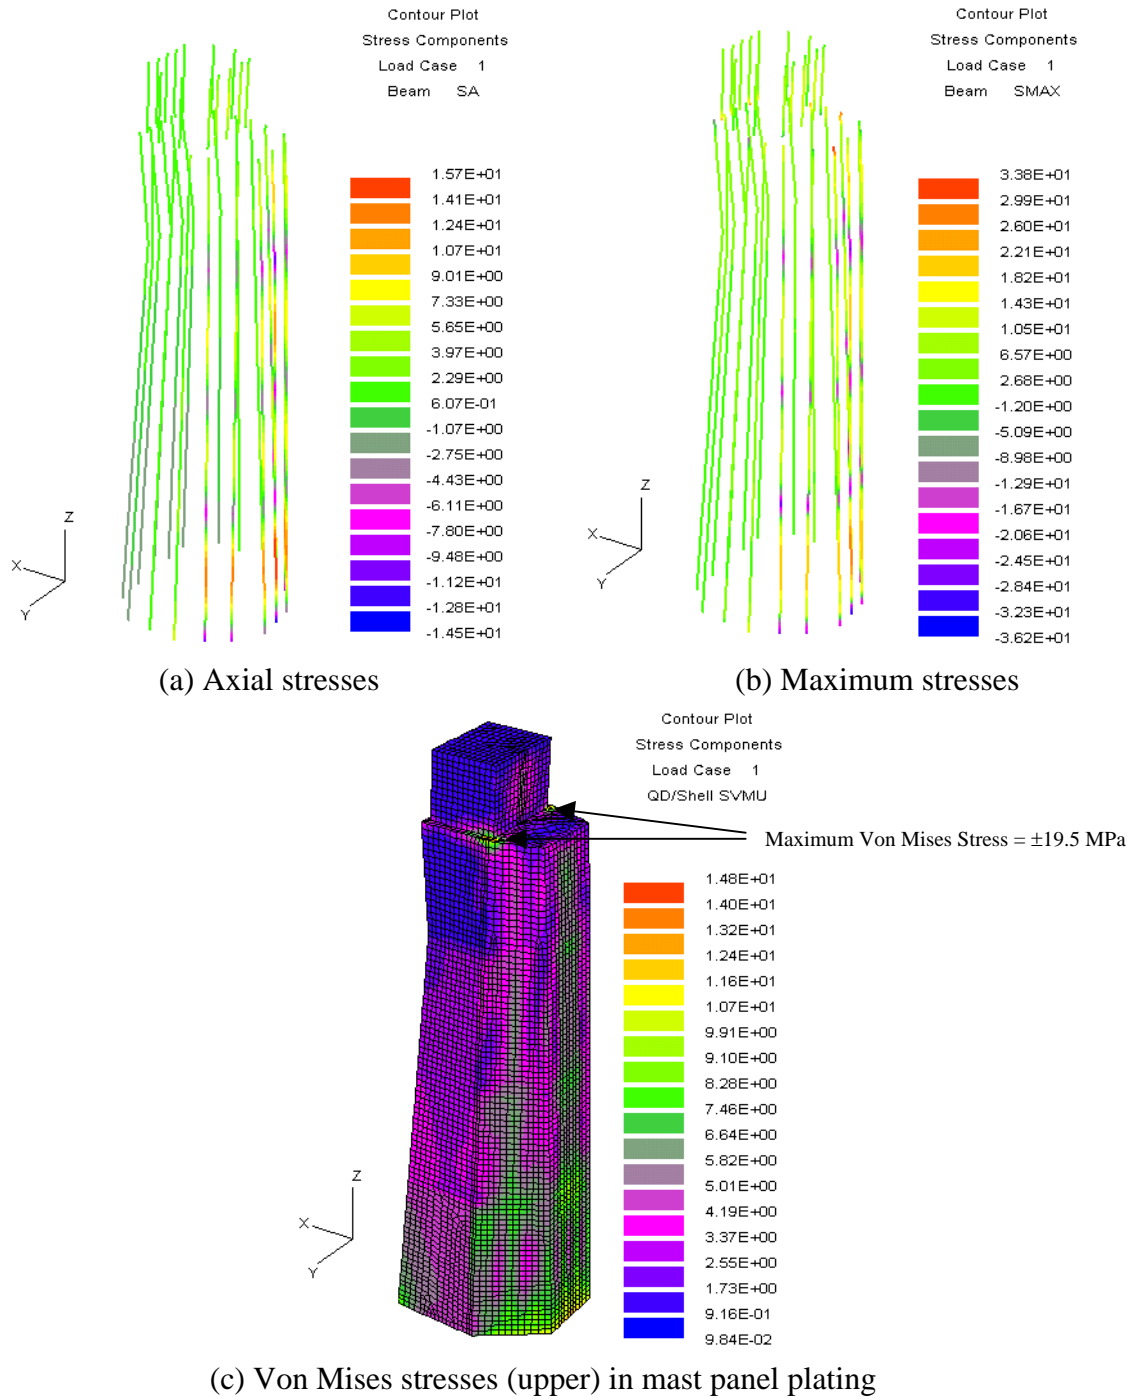 Contour Plot
Stress Components
Load Case 1
Beam SA
1.57E+01
1.41E+01
1.24E+01
1.07E+01
9.01E+00
7.33E+00
5.65E+00
3.97E+00
2.29E+00
6.07E-01
-1.07E+00
-2.75E+00
-4.43E+00
-6.11E+00
-7.80E+00
-9.48E+00
-1.12E+01
-1.28E+01
-1.45E+01
Z
X
Y
(a) Axial stresses
Contour Plot
Stress Components
Load Case 1
Beam SMAX
3.38E+01
2.99E+01
2.60E+01
2.21E+01
1.82E+01
1.43E+01
1.05E+01
6.57E+00
2.68E+00
-1.20E+00
-5.09E+00
-8.98E+00
-1.29E+01
-1.67E+01
-2.06E+01
-2.45E+01
-2.84E+01
-3.23E+01
-3.62E+01
Z
X
Y
(b) Maximum stresses
Contour Plot
Stress Components
Load Case 1
QD/Shell SVMU
Maximum Von Mises Stress = ±19.5 MPa
1.48E+01
1.40E+01
1.32E+01
1.24E+01
1.16E+01
1.07E+01
9.91E+00
9.10E+00
8.28E+00
7.46E+00
6.64E+00
5.82E+00
5.01E+00
4.19E+00
3.37E+00
2.55E+00
1.73E+00
9.16E-01
9.84E-02
Z
X
Y
(c) Von Mises stresses (upper) in mast panel plating